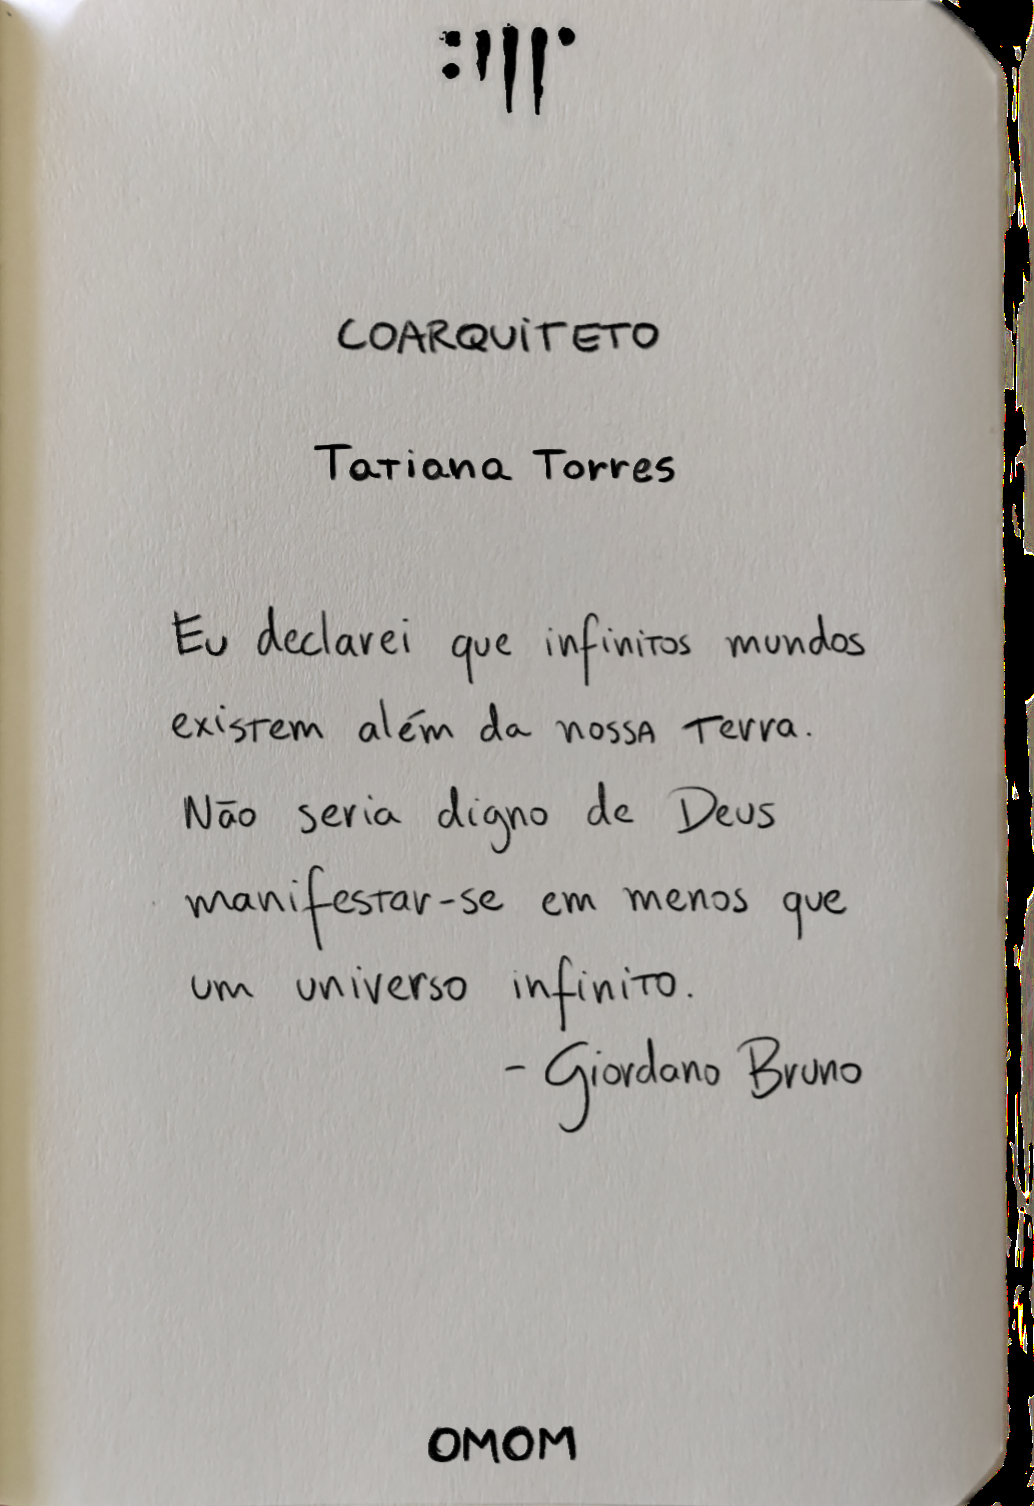 COARQUITETO
Tatiana Torres
Eu declarei que infinitos mundos
existem além da nossa Terra.
Não seria digno de Deus
manifestar-se em menos que
um universo infinito.
- Giordano Bruno
OMOM